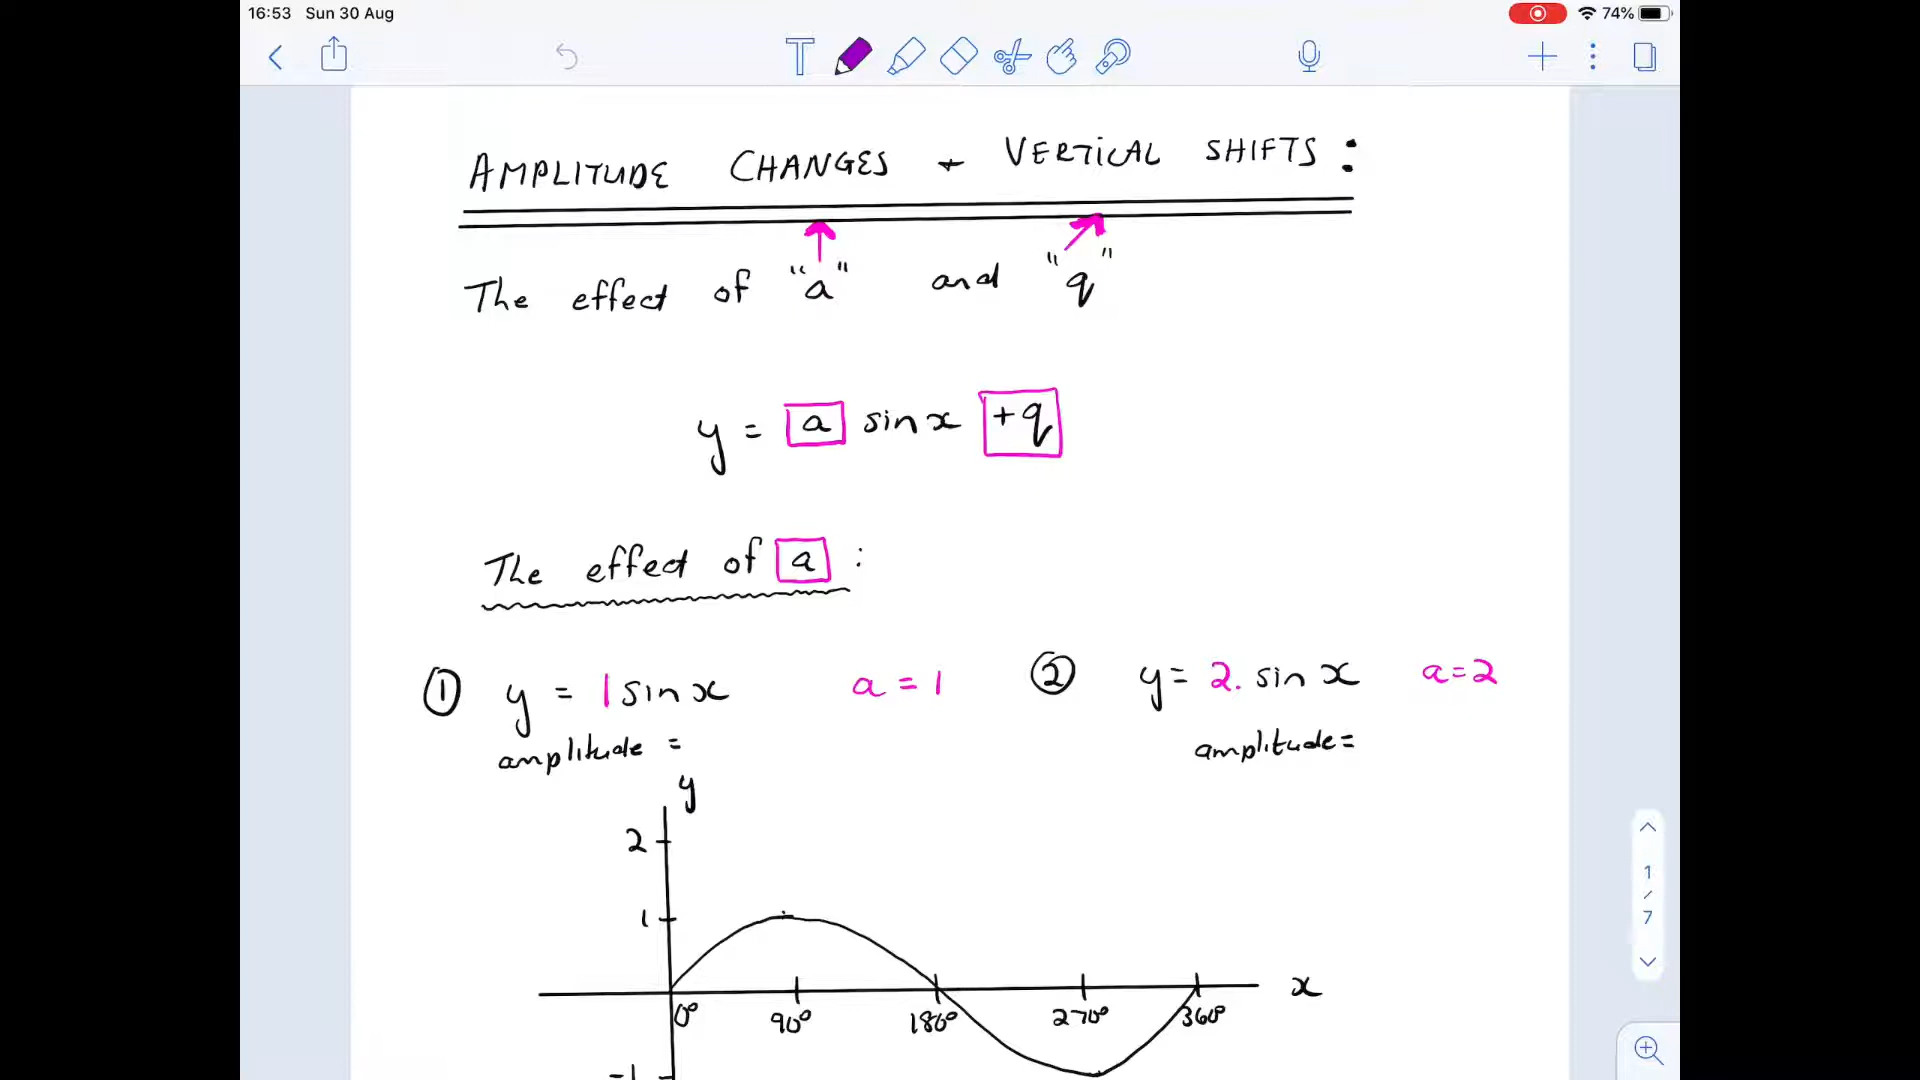 16:53 Sun 30 Aug
74%
T
AMPLITUDE CHANGES + VERTICAL SHIFTS:
The effect of "a" and "q"
y = a sin x +q
The effect of a :
① y = 1 sin x a = 1
② y = 2. sin x a=2
amplitude =
amplitude=
y
2
1
x
0° 90° 180° 270° 360°
-1
1
/
7